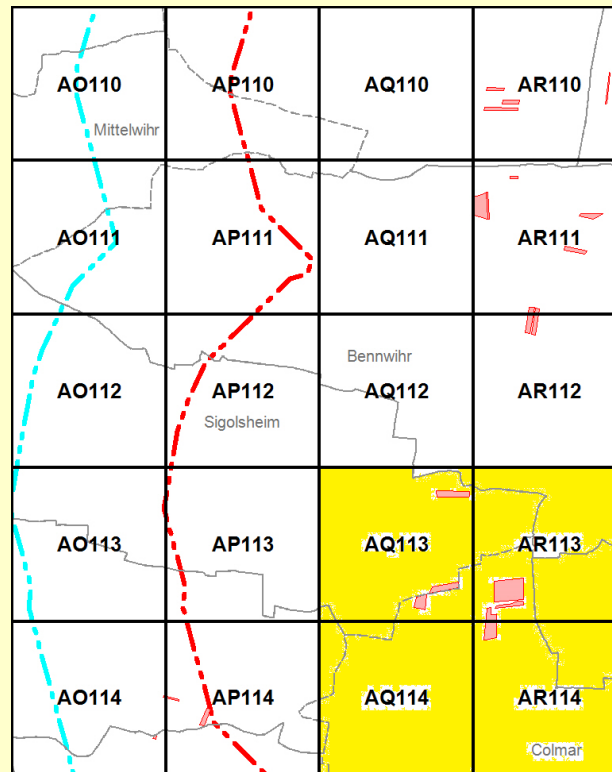 AO110 AP110 AQ110 AR110
Mittelwihr
AO111 AP111 AQ111 AR111
Bennwihr
AO112 AP112 AQ112 AR112
Sigolsheim
AO113 AP113 AQ113 AR113
AO114 AP114 AQ114 AR114
Colmar